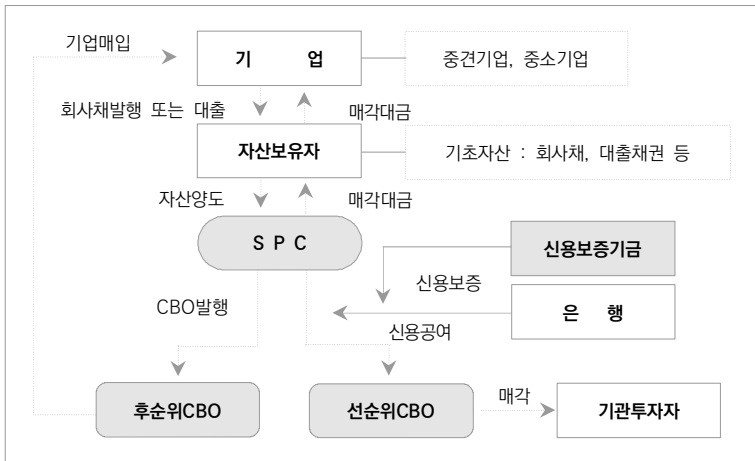 기업매입
기 업
중견기업, 중소기업
회사채발행 또는 대출
매각대금
자산보유자
기초자산 : 회사채, 대출채권 등
자산양도
매각대금
S P C
신용보증기금
신용보증
CBO발행
은 행
신용공여
후순위CBO
선순위CBO
매각
기관투자자